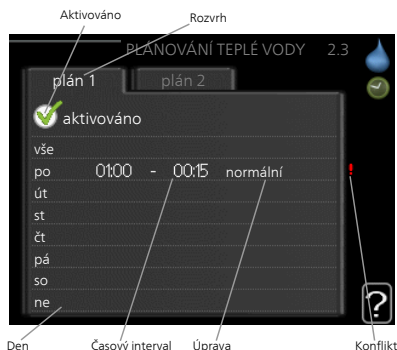 Aktivováno
Rozvrh
PLÁNOVÁNÍ TEPLÉ VODY 2.3
plán 1 plán 2
aktivováno
vše
po 01:00 - 00:15 normální !
út
st
čt
pá
so
ne
?
Den Časový interval Úprava Konflikt